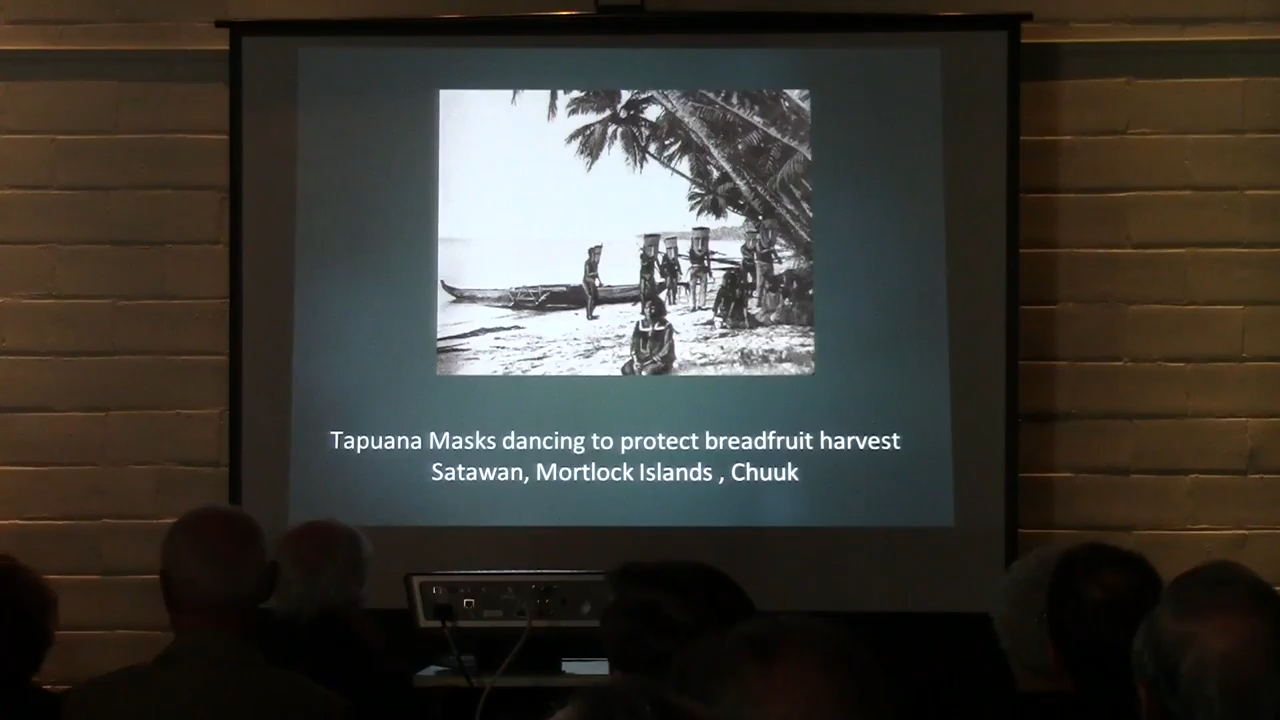 Tapuana Masks dancing to protect breadfruit harvest
Satawan, Mortlock Islands , Chuuk